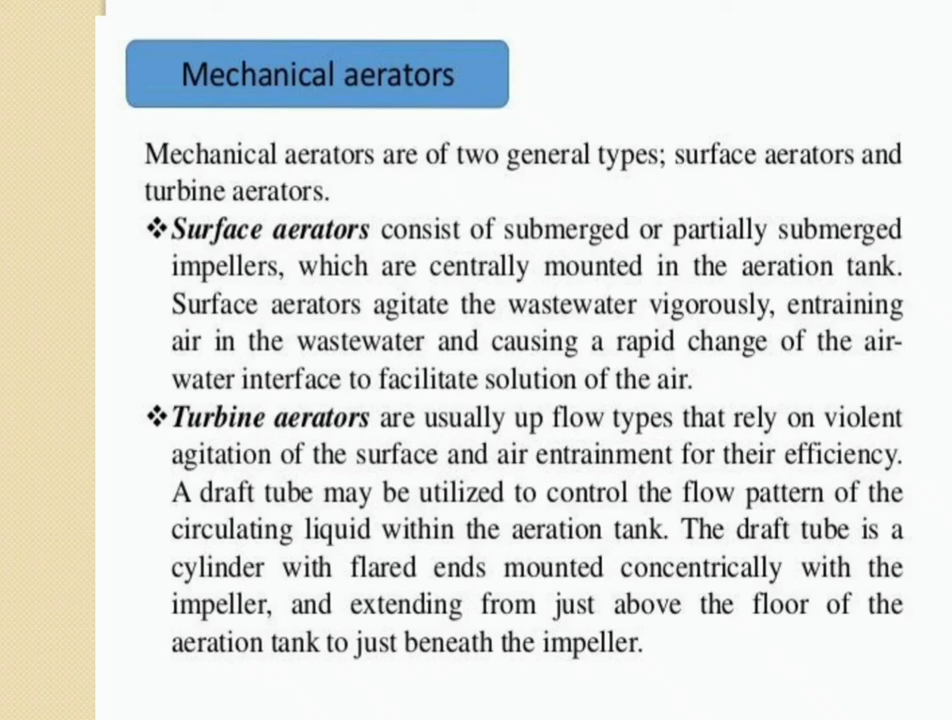 Mechanical aerators
Mechanical aerators are of two general types; surface aerators and
turbine aerators.
❖Surface aerators consist of submerged or partially submerged
impellers, which are centrally mounted in the aeration tank.
Surface aerators agitate the wastewater vigorously, entraining
air in the wastewater and causing a rapid change of the air-
water interface to facilitate solution of the air.
❖Turbine aerators are usually up flow types that rely on violent
agitation of the surface and air entrainment for their efficiency.
A draft tube may be utilized to control the flow pattern of the
circulating liquid within the aeration tank. The draft tube is a
cylinder with flared ends mounted concentrically with the
impeller, and extending from just above the floor of the
aeration tank to just beneath the impeller.